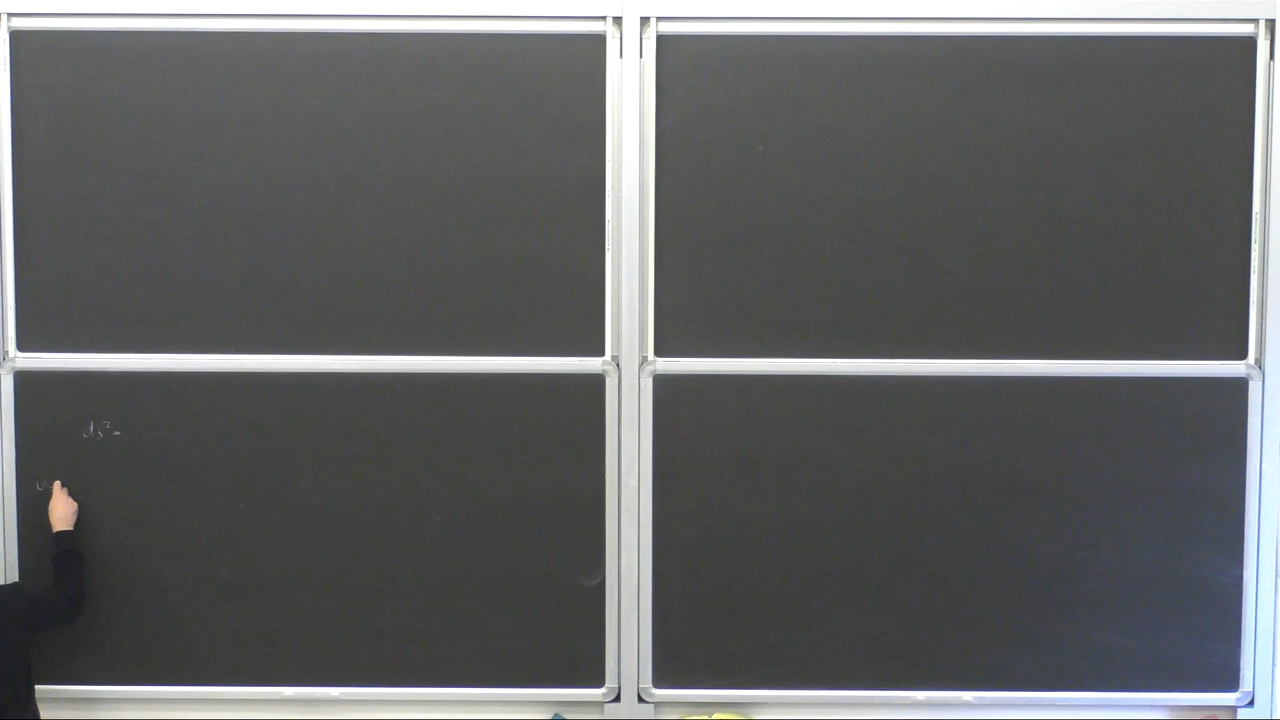 ds² =
u